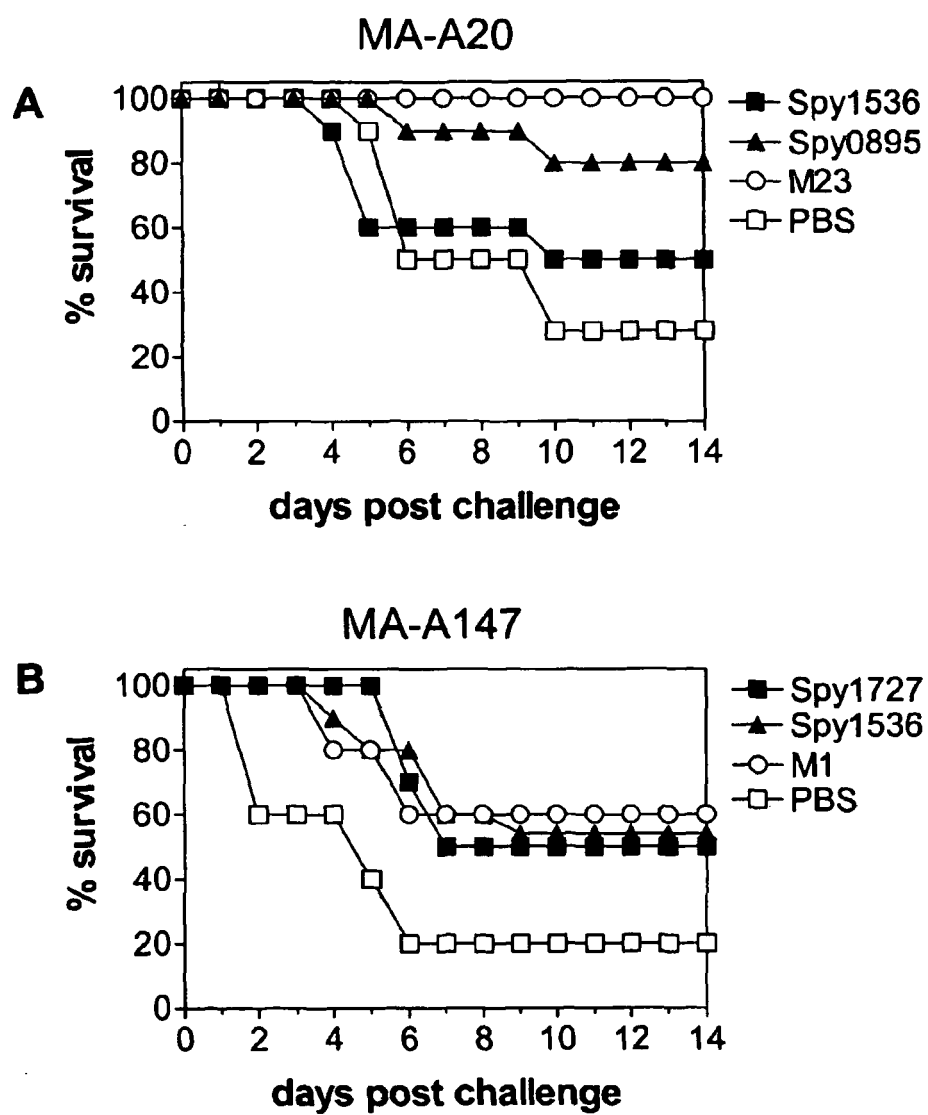 MA-A20
A
% survival
100
80
60
40
20
0
0 2 4 6 8 10 12 14
days post challenge
Spy1536
Spy0895
M23
PBS
MA-A147
B
% survival
100
80
60
40
20
0
0 2 4 6 8 10 12 14
days post challenge
Spy1727
Spy1536
M1
PBS